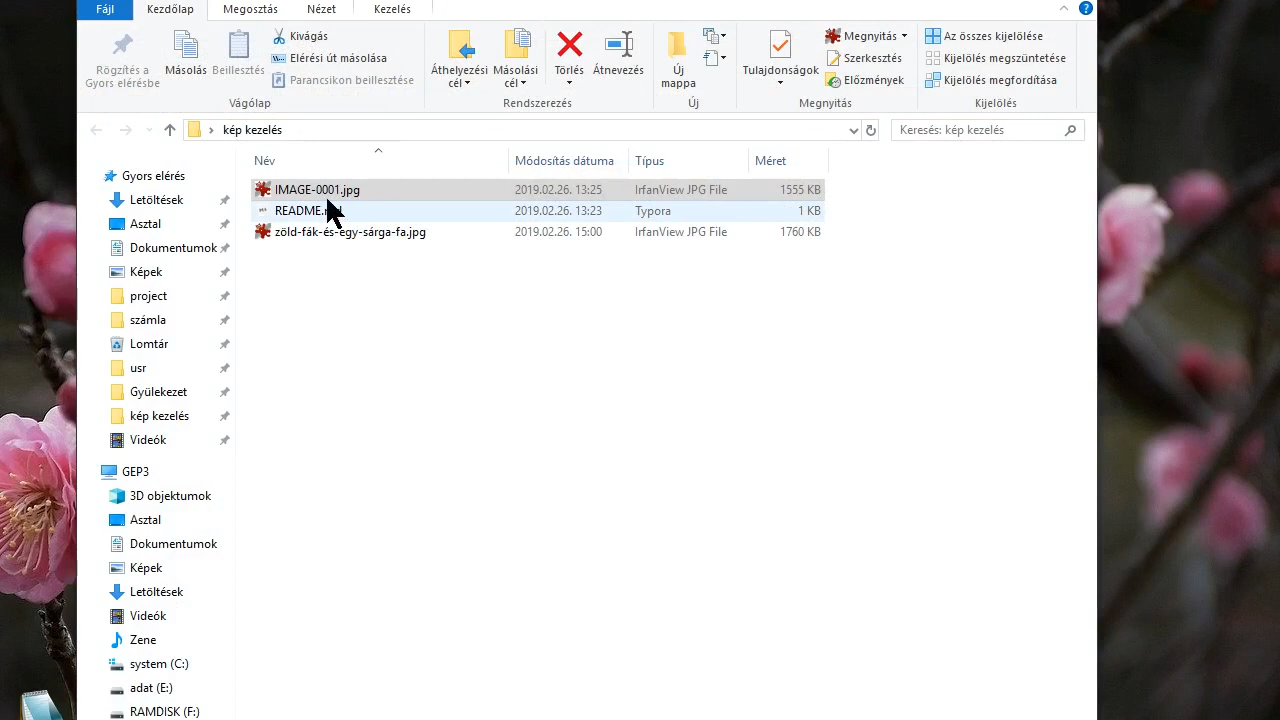 Fájl Kezdőlap Megosztás Nézet Kezelés
Rögzítés a Gyors elérésbe
Másolás
Beillesztés
Kivágás
Elérési út másolása
Parancsikon beillesztése
Vágólap
Áthelyezési cél
Másolási cél
Törlés
Átnevezés
Rendszerezés
Új mappa
Új
Tulajdonságok
Megnyitás
Szerkesztés
Előzmények
Megnyitás
Az összes kijelölése
Kijelölés megszüntetése
Kijelölés megfordítása
Kijelölés
kép kezelés
Keresés: kép kezelés
Név Módosítás dátuma Típus Méret
IMAGE-0001.jpg 2019.02.26. 13:25 IrfanView JPG File 1555 KB
2019.02.26. 13:23 Typora 1 KB
zöld-fák-és-egy-sárga-fa.jpg 2019.02.26. 15:00 IrfanView JPG File 1760 KB
Gyors elérés
Letöltések
Asztal
Dokumentumok
Képek
project
számla
Lomtár
usr
Gyülekezet
kép kezelés
Videók
GEP3
3D objektumok
Asztal
Dokumentumok
Képek
Letöltések
Videók
Zene
system (C:)
adat (E:)
RAMDISK (F:)